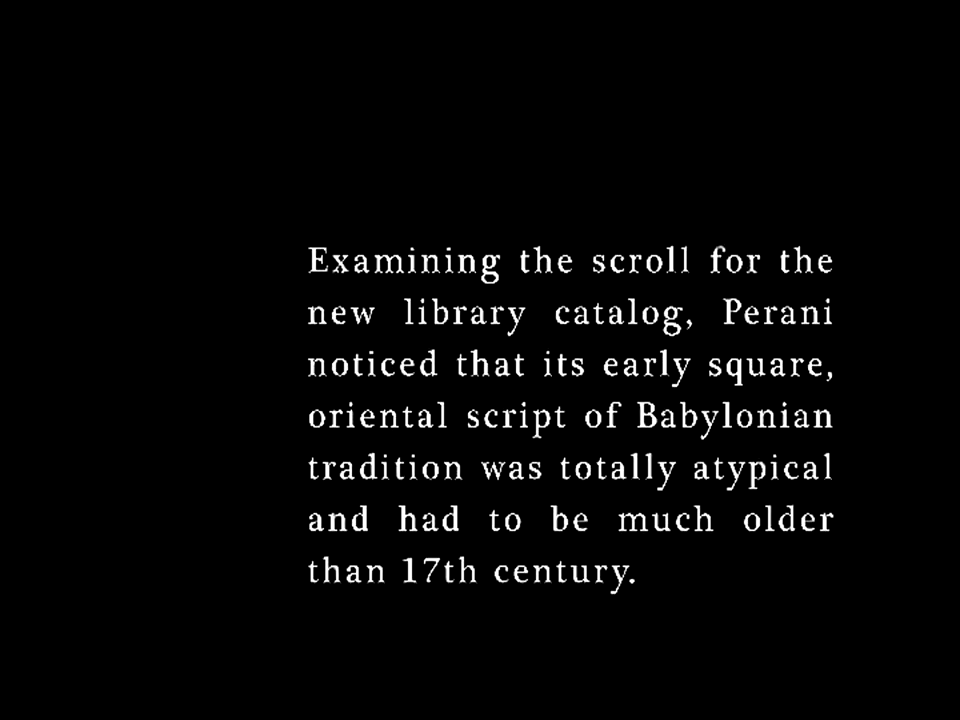 Examining the scroll for the
new library catalog, Perani
noticed that its early square,
oriental script of Babylonian
tradition was totally atypical
and had to be much older
than 17th century.